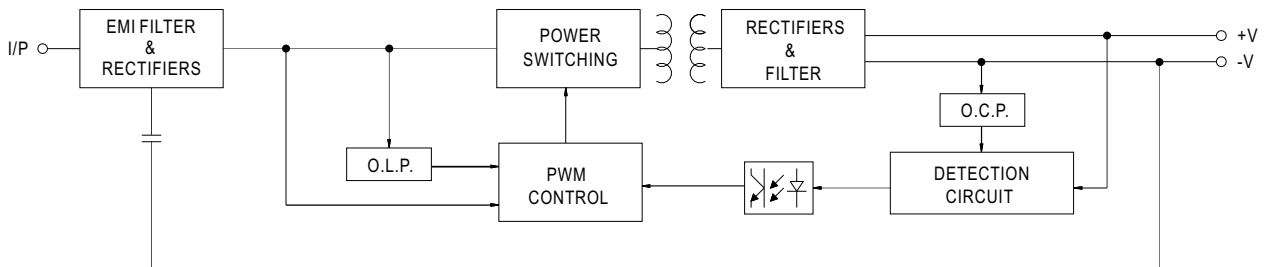 I/P
EMI FILTER
&
RECTIFIERS
POWER
SWITCHING
RECTIFIERS
&
FILTER
+V
-V
O.C.P.
O.L.P.
PWM
CONTROL
DETECTION
CIRCUIT